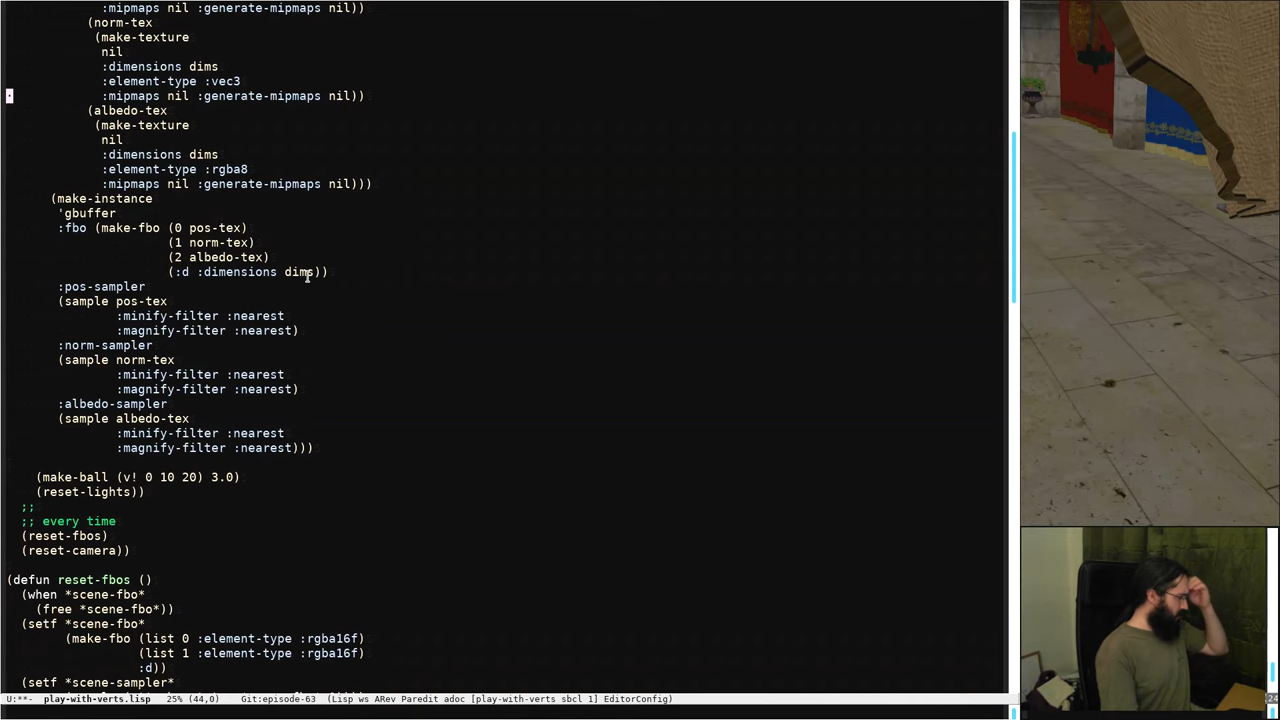 :mipmaps nil :generate-mipmaps nil))
(norm-tex
(make-texture
nil
:dimensions dims
:element-type :vec3
:mipmaps nil :generate-mipmaps nil))
(albedo-tex
(make-texture
nil
:dimensions dims
:element-type :rgba8
:mipmaps nil :generate-mipmaps nil)))
(make-instance
'gbuffer
:fbo (make-fbo (0 pos-tex)
(1 norm-tex)
(2 albedo-tex)
(:d :dimensions dims))
:pos-sampler
(sample pos-tex
:minify-filter :nearest
:magnify-filter :nearest)
:norm-sampler
(sample norm-tex
:minify-filter :nearest
:magnify-filter :nearest)
:albedo-sampler
(sample albedo-tex
:minify-filter :nearest
:magnify-filter :nearest)))
(make-ball (v! 0 10 20) 3.0)
(reset-lights))
;;
;; every time
(reset-fbos)
(reset-camera))
(defun reset-fbos ()
(when *scene-fbo*
(free *scene-fbo*))
(setf *scene-fbo*
(make-fbo (list 0 :element-type :rgba16f)
(list 1 :element-type :rgba16f)
:d))
(setf *scene-sampler*
U:**- play-with-verts.lisp 25% (44,0) Git:episode-63 (Lisp ws ARev Paredit adoc [play-with-verts sbcl 1] EditorConfig)